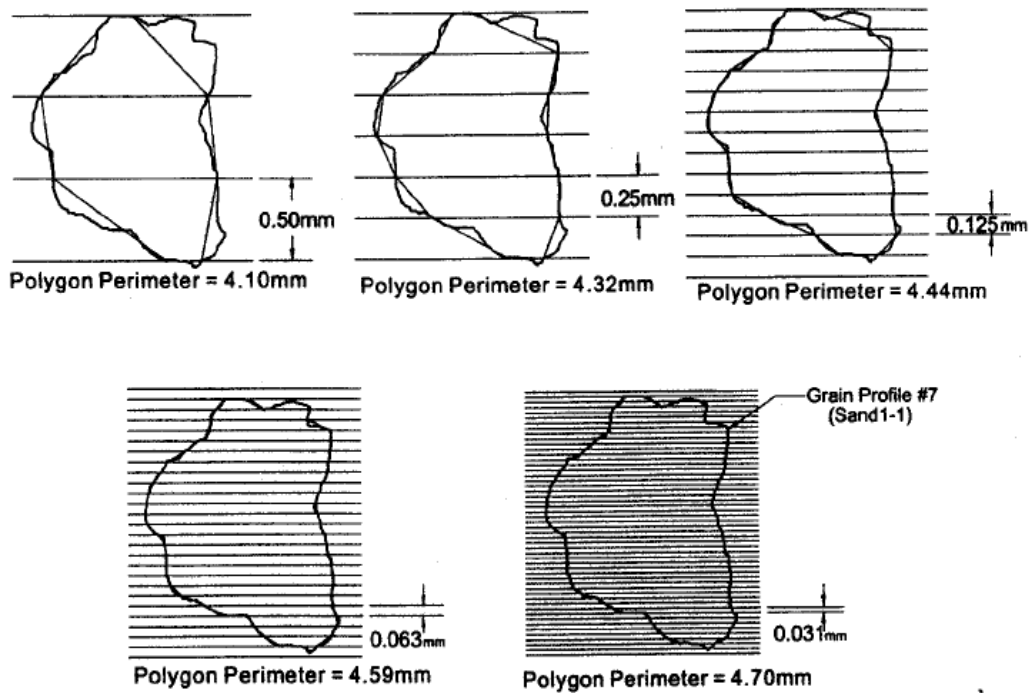 0.50mm
Polygon Perimeter = 4.10mm
0.25mm
Polygon Perimeter = 4.32mm
0.125mm
Polygon Perimeter = 4.44mm
0.063mm
Polygon Perimeter = 4.59mm
Grain Profile #7
(Sand1-1)
0.031mm
Polygon Perimeter = 4.70mm